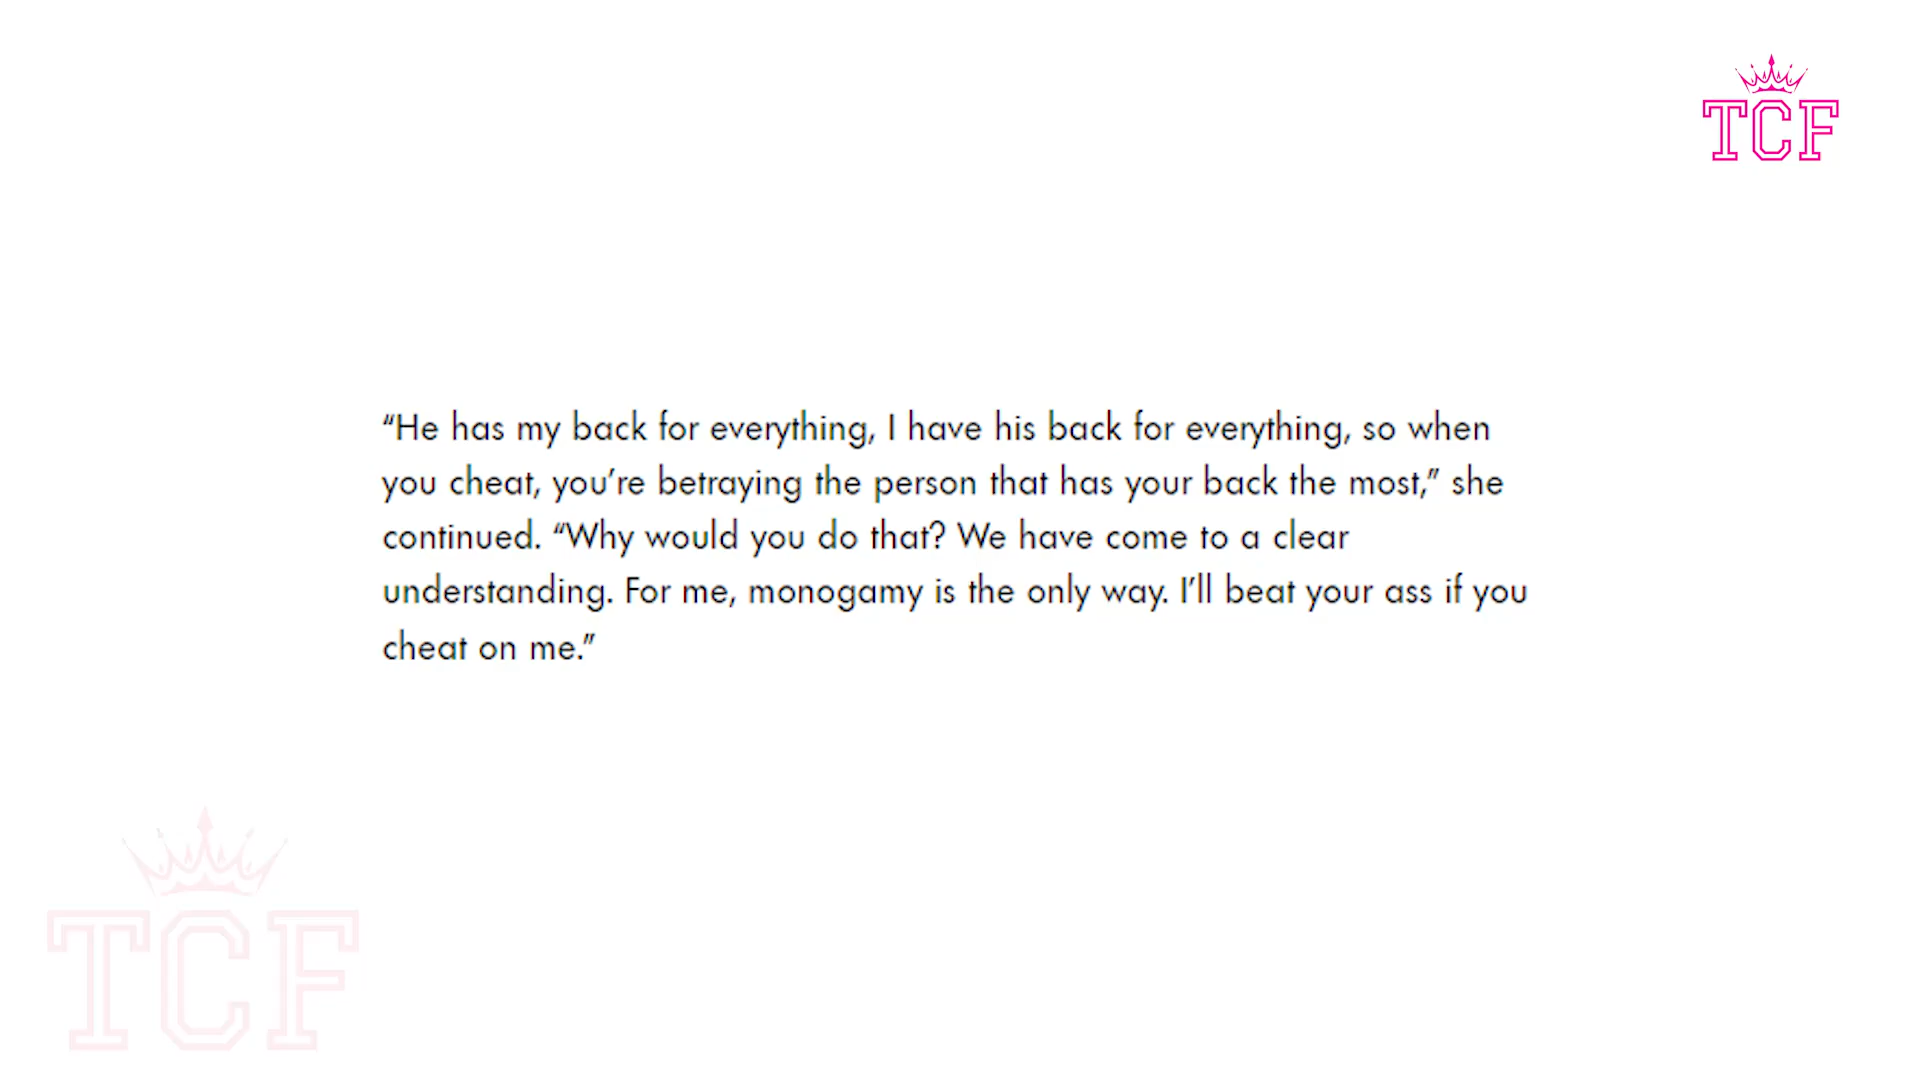 TCF
“He has my back for everything, I have his back for everything, so when
you cheat, you’re betraying the person that has your back the most,” she
continued. “Why would you do that? We have come to a clear
understanding. For me, monogamy is the only way. I’ll beat your ass if you
cheat on me.”
TCF